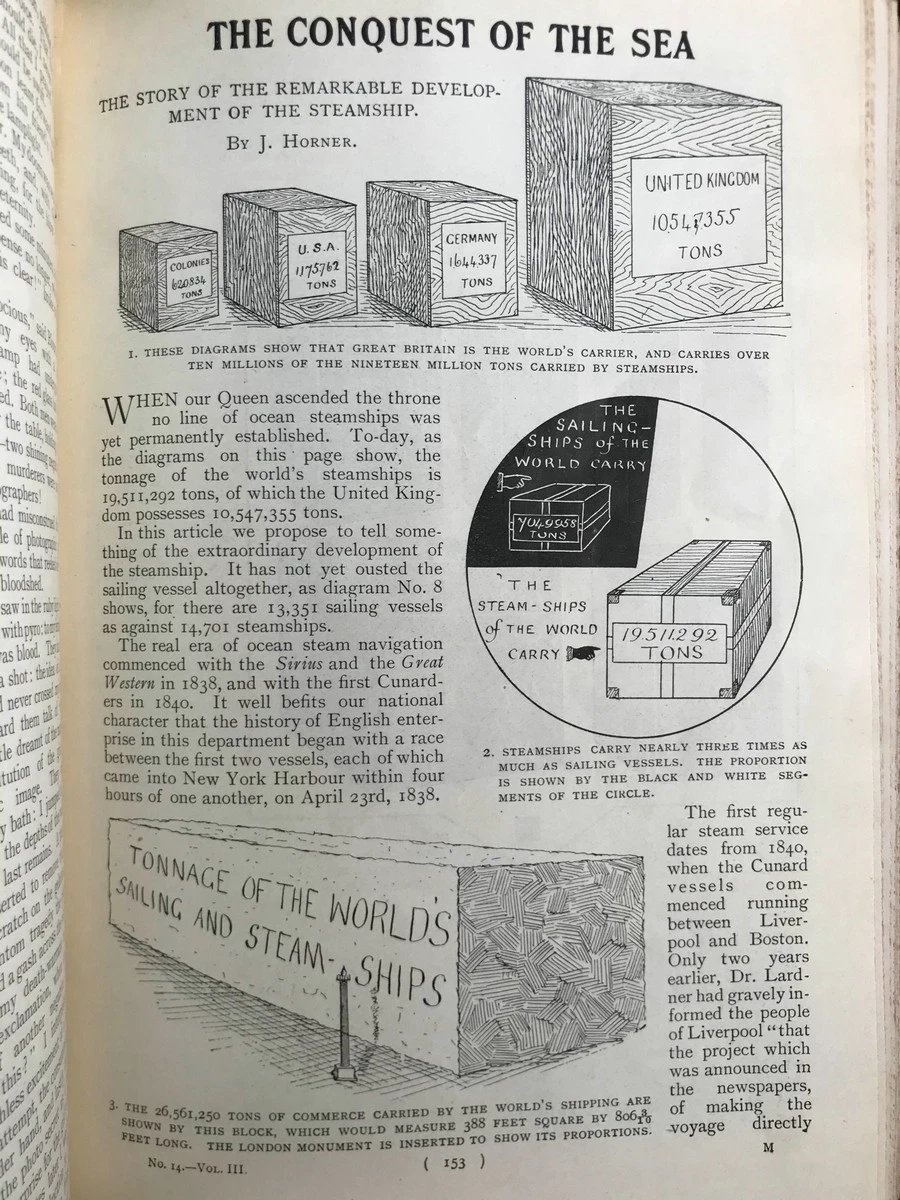 THE CONQUEST OF THE SEA
THE STORY OF THE REMARKABLE DEVELOP-
MENT OF THE STEAMSHIP.
BY J. HORNER.
COLONIES
620834
TONS
U.S.A.
1175762
TONS
GERMANY
1644337
TONS
UNITED KINGDOM
10547355
TONS
1. THESE DIAGRAMS SHOW THAT GREAT BRITAIN IS THE WORLD'S CARRIER, AND CARRIES OVER
TEN MILLIONS OF THE NINETEEN MILLION TONS CARRIED BY STEAMSHIPS.
WHEN our Queen ascended the throne
no line of ocean steamships was
yet permanently established. To-day, as
the diagrams on this page show, the
tonnage of the world's steamships is
19,511,292 tons, of which the United King-
dom possesses 10,547,355 tons.
In this article we propose to tell some-
thing of the extraordinary development of
the steamship. It has not yet ousted the
sailing vessel altogether, as diagram No. 8
shows, for there are 13,351 sailing vessels
as against 14,701 steamships.
The real era of ocean steam navigation
commenced with the Sirius and the Great
Western in 1838, and with the first Cunard-
ers in 1840. It well befits our national
character that the history of English enter-
prise in this department began with a race
between the first two vessels, each of which
came into New York Harbour within four
hours of one another, on April 23rd, 1838.
THE
SAILING-
SHIPS of THE
WORLD CARRY
7049958
TONS
THE
STEAM-SHIPS
of THE WORLD
CARRY
19511292
TONS
2. STEAMSHIPS CARRY NEARLY THREE TIMES AS
MUCH AS SAILING VESSELS. THE PROPORTION
IS SHOWN BY THE BLACK AND WHITE SEG-
MENTS OF THE CIRCLE.
TONNAGE OF THE WORLD'S
SAILING AND STEAM-SHIPS
3. THE 26,561,250 TONS OF COMMERCE CARRIED BY THE WORLD'S SHIPPING ARE
SHOWN BY THIS BLOCK, WHICH WOULD MEASURE 388 FEET SQUARE BY 806 3/10
FEET LONG. THE LONDON MONUMENT IS INSERTED TO SHOW ITS PROPORTIONS.
The first regu-
lar steam service
dates from 1840,
when the Cunard
vessels com-
menced running
between Liver-
pool and Boston.
Only two years
earlier, Dr. Lard-
ner had gravely in-
formed the people
of Liverpool "that
the project which
was announced in
the newspapers,
of making the
voyage directly
No. 14.—VOL. III.
( 153 )
M